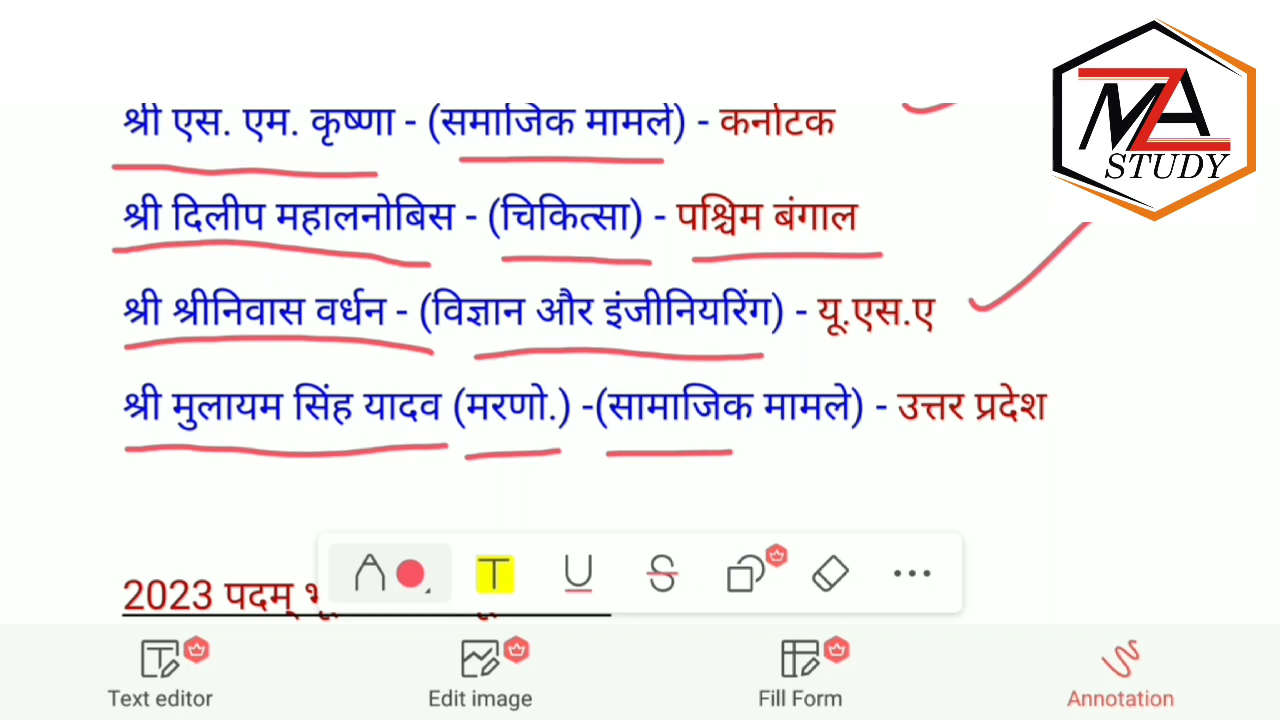 श्री एस. एम. कृष्णा - (समाजिक मामले) - कर्नाटक
MZA
STUDY
श्री दिलीप महालनोबिस - (चिकित्सा) - पश्चिम बंगाल
श्री श्रीनिवास वर्धन - (विज्ञान और इंजीनियरिंग) - यू.एस.ए
श्री मुलायम सिंह यादव (मरणो.) -(सामाजिक मामले) - उत्तर प्रदेश
2023 पदम्
Text editor
Edit image
Fill Form
Annotation